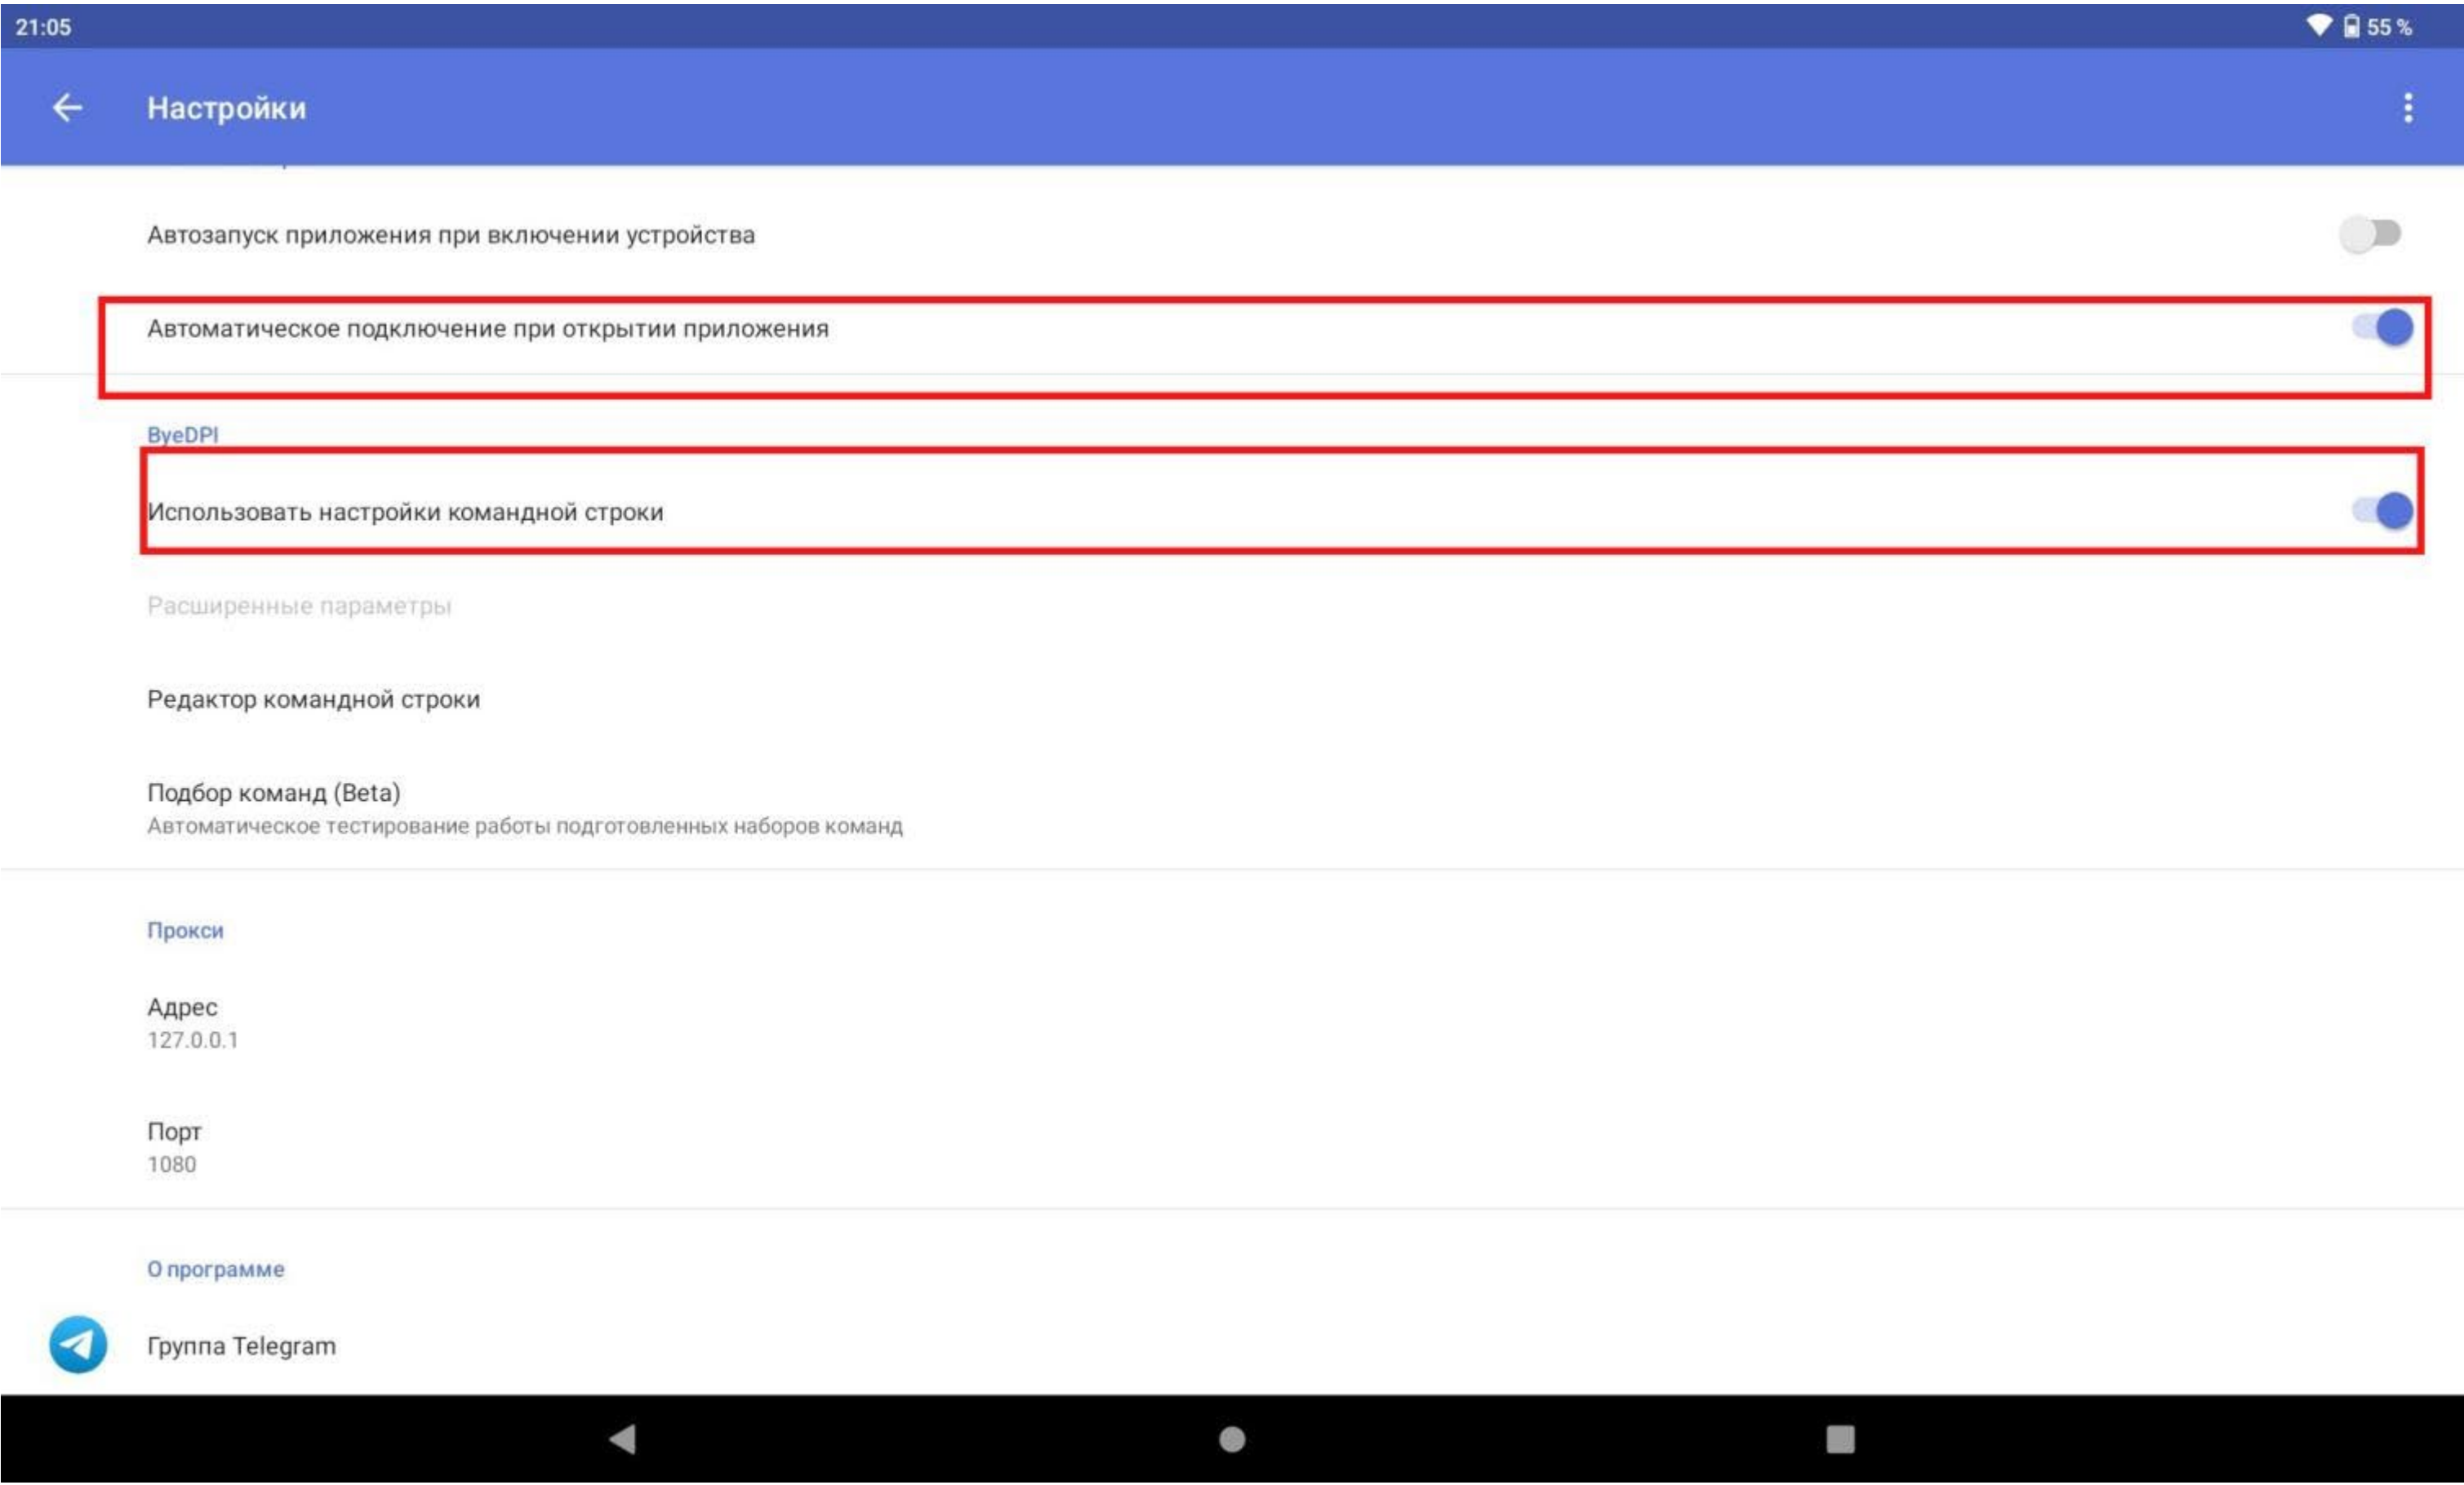 21:05
55 %
Настройки
Автозапуск приложения при включении устройства
Автоматическое подключение при открытии приложения
ByeDPI
Использовать настройки командной строки
Расширенные параметры
Редактор командной строки
Подбор команд (Beta)
Автоматическое тестирование работы подготовленных наборов команд
Прокси
Адрес
127.0.0.1
Порт
1080
О программе
Группа Telegram